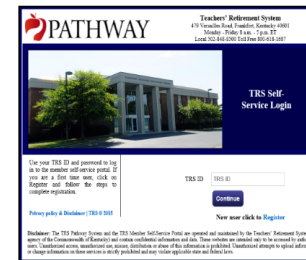 PATHWAY
Teachers' Retirement System
479 Versailles Road, Frankfort, Kentucky 40601
Monday - Friday 8 a.m. - 5 p.m. ET
Local 502-848-8500 Toll Free 800-618-1687
TRS Self-
Service Login
Use your TRS ID and password to log
in to the member self-service portal. If
you are a first time user, click on
Register and follow the steps to
complete registration.
TRS ID
TRS ID
Continue
Privacy policy & Disclaimer | TRS © 2015
New user click to Register
Disclaimer: The TRS Pathway System and the TRS Member Self-Service Portal are operated and maintained by the Teachers' Retirement System
agency of the Commonwealth of Kentucky) and contain confidential information and data. These websites are intended only to be accessed by
users. Unauthorized access, unauthorized use, misuse, distribution or abuse of this information is prohibited. Unauthorized attempts to upload
or change information on these services is strictly prohibited and may violate applicable state and federal laws.